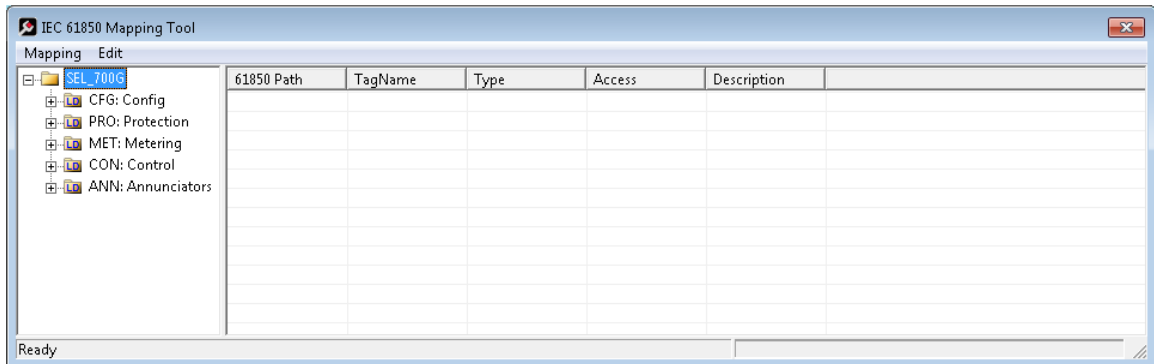 IEC 61850 Mapping Tool
Mapping Edit
SEL_700G
CFG: Config
PRO: Protection
MET: Metering
CON: Control
ANN: Annunciators
61850 Path TagName Type Access Description
Ready